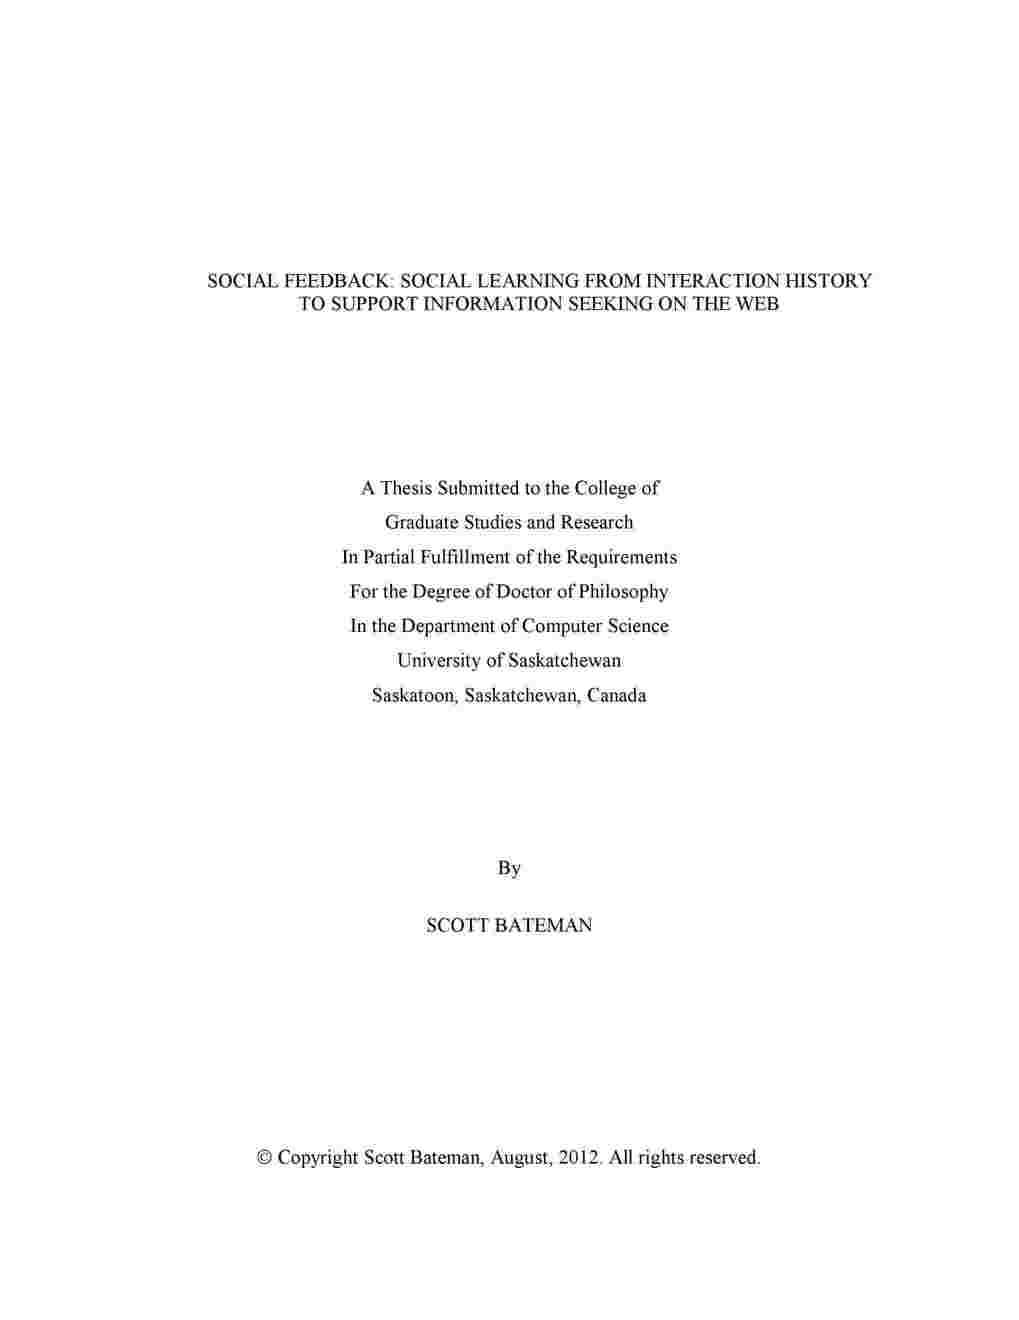 SOCIAL FEEDBACK: SOCIAL LEARNING FROM INTERACTION HISTORY
TO SUPPORT INFORMATION SEEKING ON THE WEB
A Thesis Submitted to the College of
Graduate Studies and Research
In Partial Fulfillment of the Requirements
For the Degree of Doctor of Philosophy
In the Department of Computer Science
University of Saskatchewan
Saskatoon, Saskatchewan, Canada
By
SCOTT BATEMAN
© Copyright Scott Bateman, August, 2012. All rights reserved.